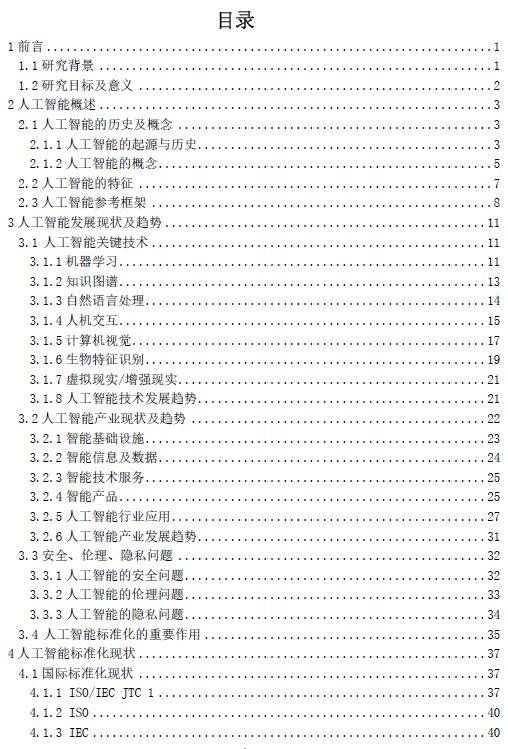 目录
1 前言 1
1.1 研究背景 1
1.2 研究目标及意义 2
2 人工智能概述 3
2.1 人工智能的历史及概念 3
2.1.1 人工智能的起源与历史 3
2.1.2 人工智能的概念 5
2.2 人工智能的特征 7
2.3 人工智能参考框架 8
3 人工智能发展现状及趋势 11
3.1 人工智能关键技术 11
3.1.1 机器学习 11
3.1.2 知识图谱 13
3.1.3 自然语言处理 14
3.1.4 人机交互 15
3.1.5 计算机视觉 17
3.1.6 生物特征识别 19
3.1.7 虚拟现实/增强现实 21
3.1.8 人工智能技术发展趋势 21
3.2 人工智能产业现状及趋势 22
3.2.1 智能基础设施 23
3.2.2 智能信息及数据 24
3.2.3 智能技术服务 25
3.2.4 智能产品 25
3.2.5 人工智能行业应用 27
3.2.6 人工智能产业发展趋势 31
3.3 安全、伦理、隐私问题 32
3.3.1 人工智能的安全问题 32
3.3.2 人工智能的伦理问题 33
3.3.3 人工智能的隐私问题 34
3.4 人工智能标准化的重要作用 35
4 人工智能标准化现状 37
4.1 国际标准化现状 37
4.1.1 ISO/IEC JTC 1 37
4.1.2 ISO 40
4.1.3 IEC 40